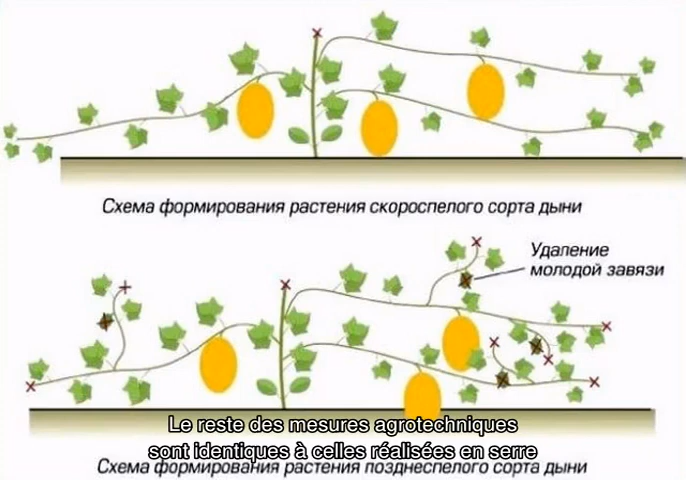 Схема формирования растения скороспелого сорта дыни
Удаление
молодой завязи
Le reste des mesures agrotechniques
sont identiques à celles réalisées en serre
Схема формирования растения позднеспелого сорта дыни